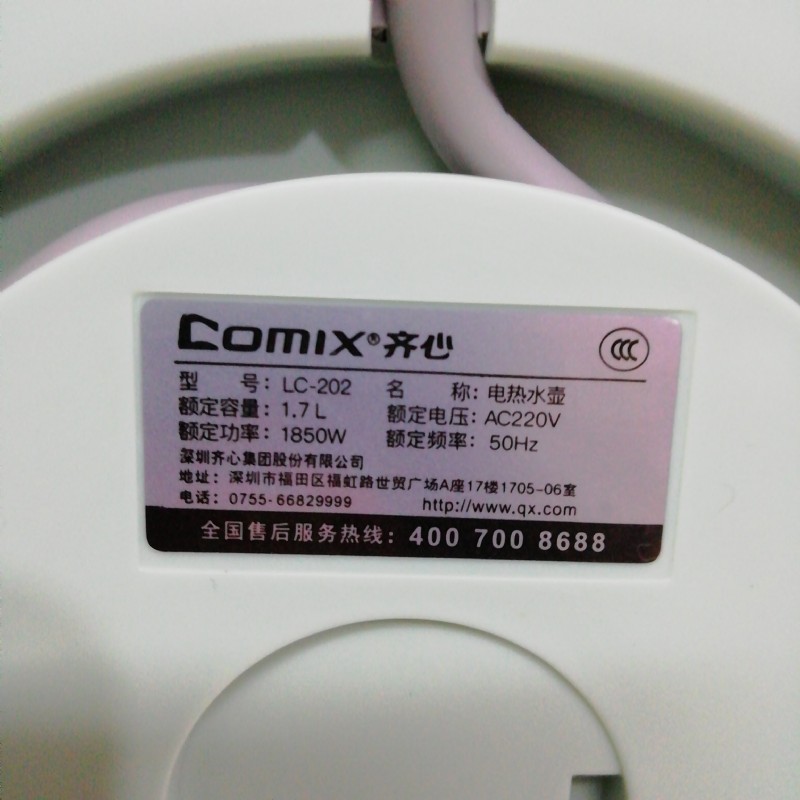 Comix®齐心
CCC
型 号：LC-202 名 称：电热水壶
额定容量：1.7L 额定电压：AC220V
额定功率：1850W 额定频率：50Hz
深圳齐心集团股份有限公司
地址：深圳市福田区福虹路世贸广场A座17楼1705-06室
电话：0755-66829999 http://www.qx.com
全国售后服务热线：400 700 8688